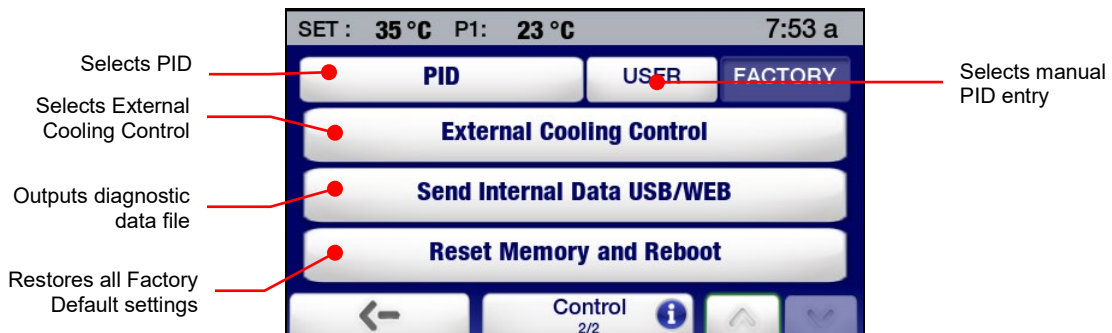 SET : 35 °C P1: 23 °C 7:53 a
Selects PID
PID USER FACTORY
Selects manual
PID entry
Selects External
Cooling Control
External Cooling Control
Outputs diagnostic
data file
Send Internal Data USB/WEB
Restores all Factory
Default settings
Reset Memory and Reboot
Control
2/2